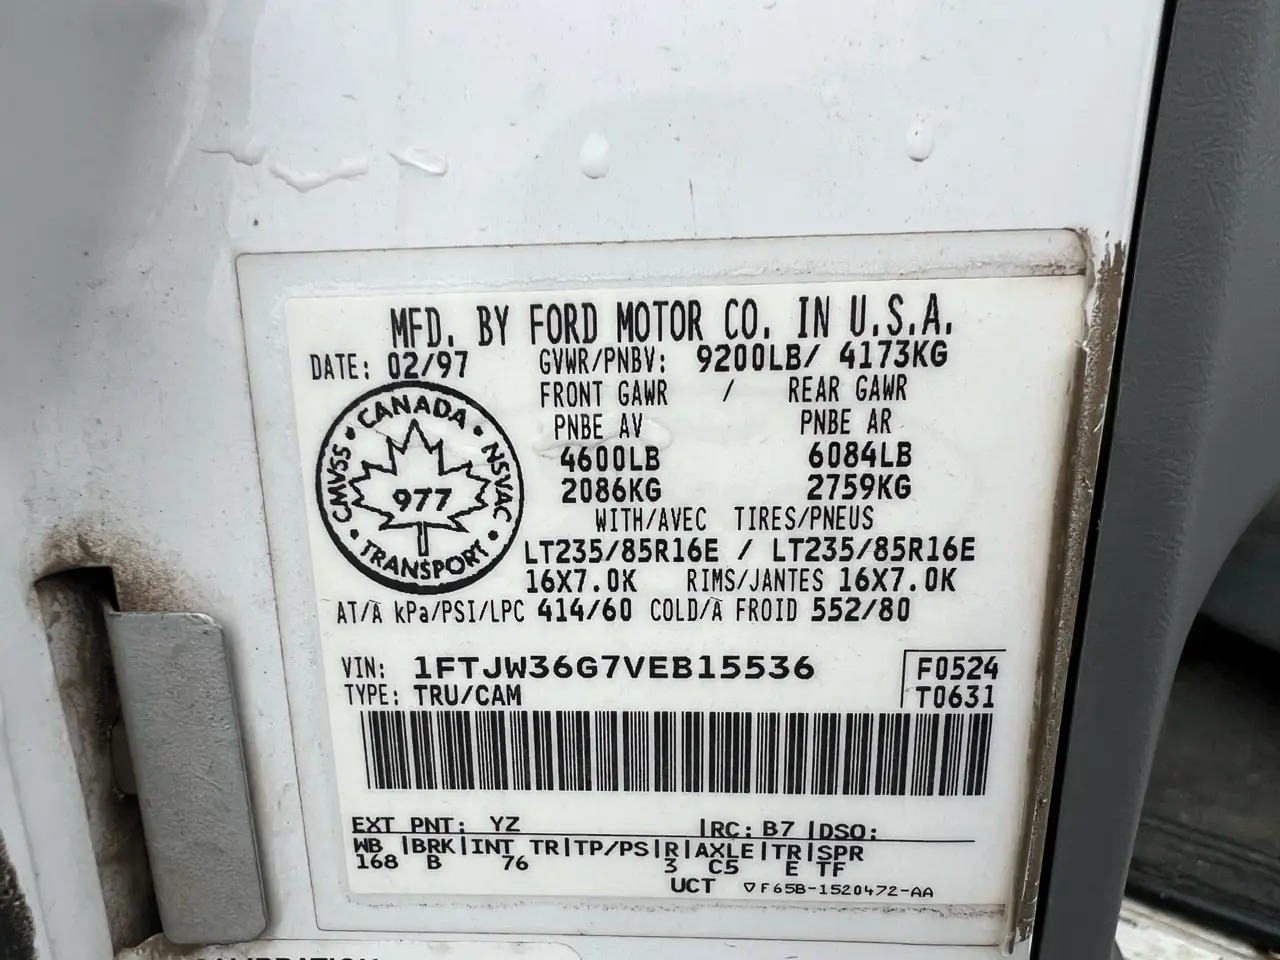 MFD. BY FORD MOTOR CO. IN U.S.A.
DATE: 02/97 GVWR/PNBV: 9200LB/ 4173KG
FRONT GAWR / REAR GAWR
PNBE AV PNBE AR
4600LB 6084LB
2086KG 2759KG
WITH/AVEC TIRES/PNEUS
LT235/85R16E / LT235/85R16E
16X7.0K RIMS/JANTES 16X7.0K
AT/A kPa/PSI/LPC 414/60 COLD/A FROID 552/80
CANADA • NSVAC • TRANSPORT • CMVSS •
977
VIN: 1FTJW36G7VEB15536
TYPE: TRU/CAM
F0524
T0631
EXT PNT: YZ |RC: B7 |DSO:
WB |BRK|INT TR|TP/PS|R|AXLE|TR|SPR
168 B 76 3 C5 E TF
UCT ▽F65B-1520472-AA
CALIBRATION